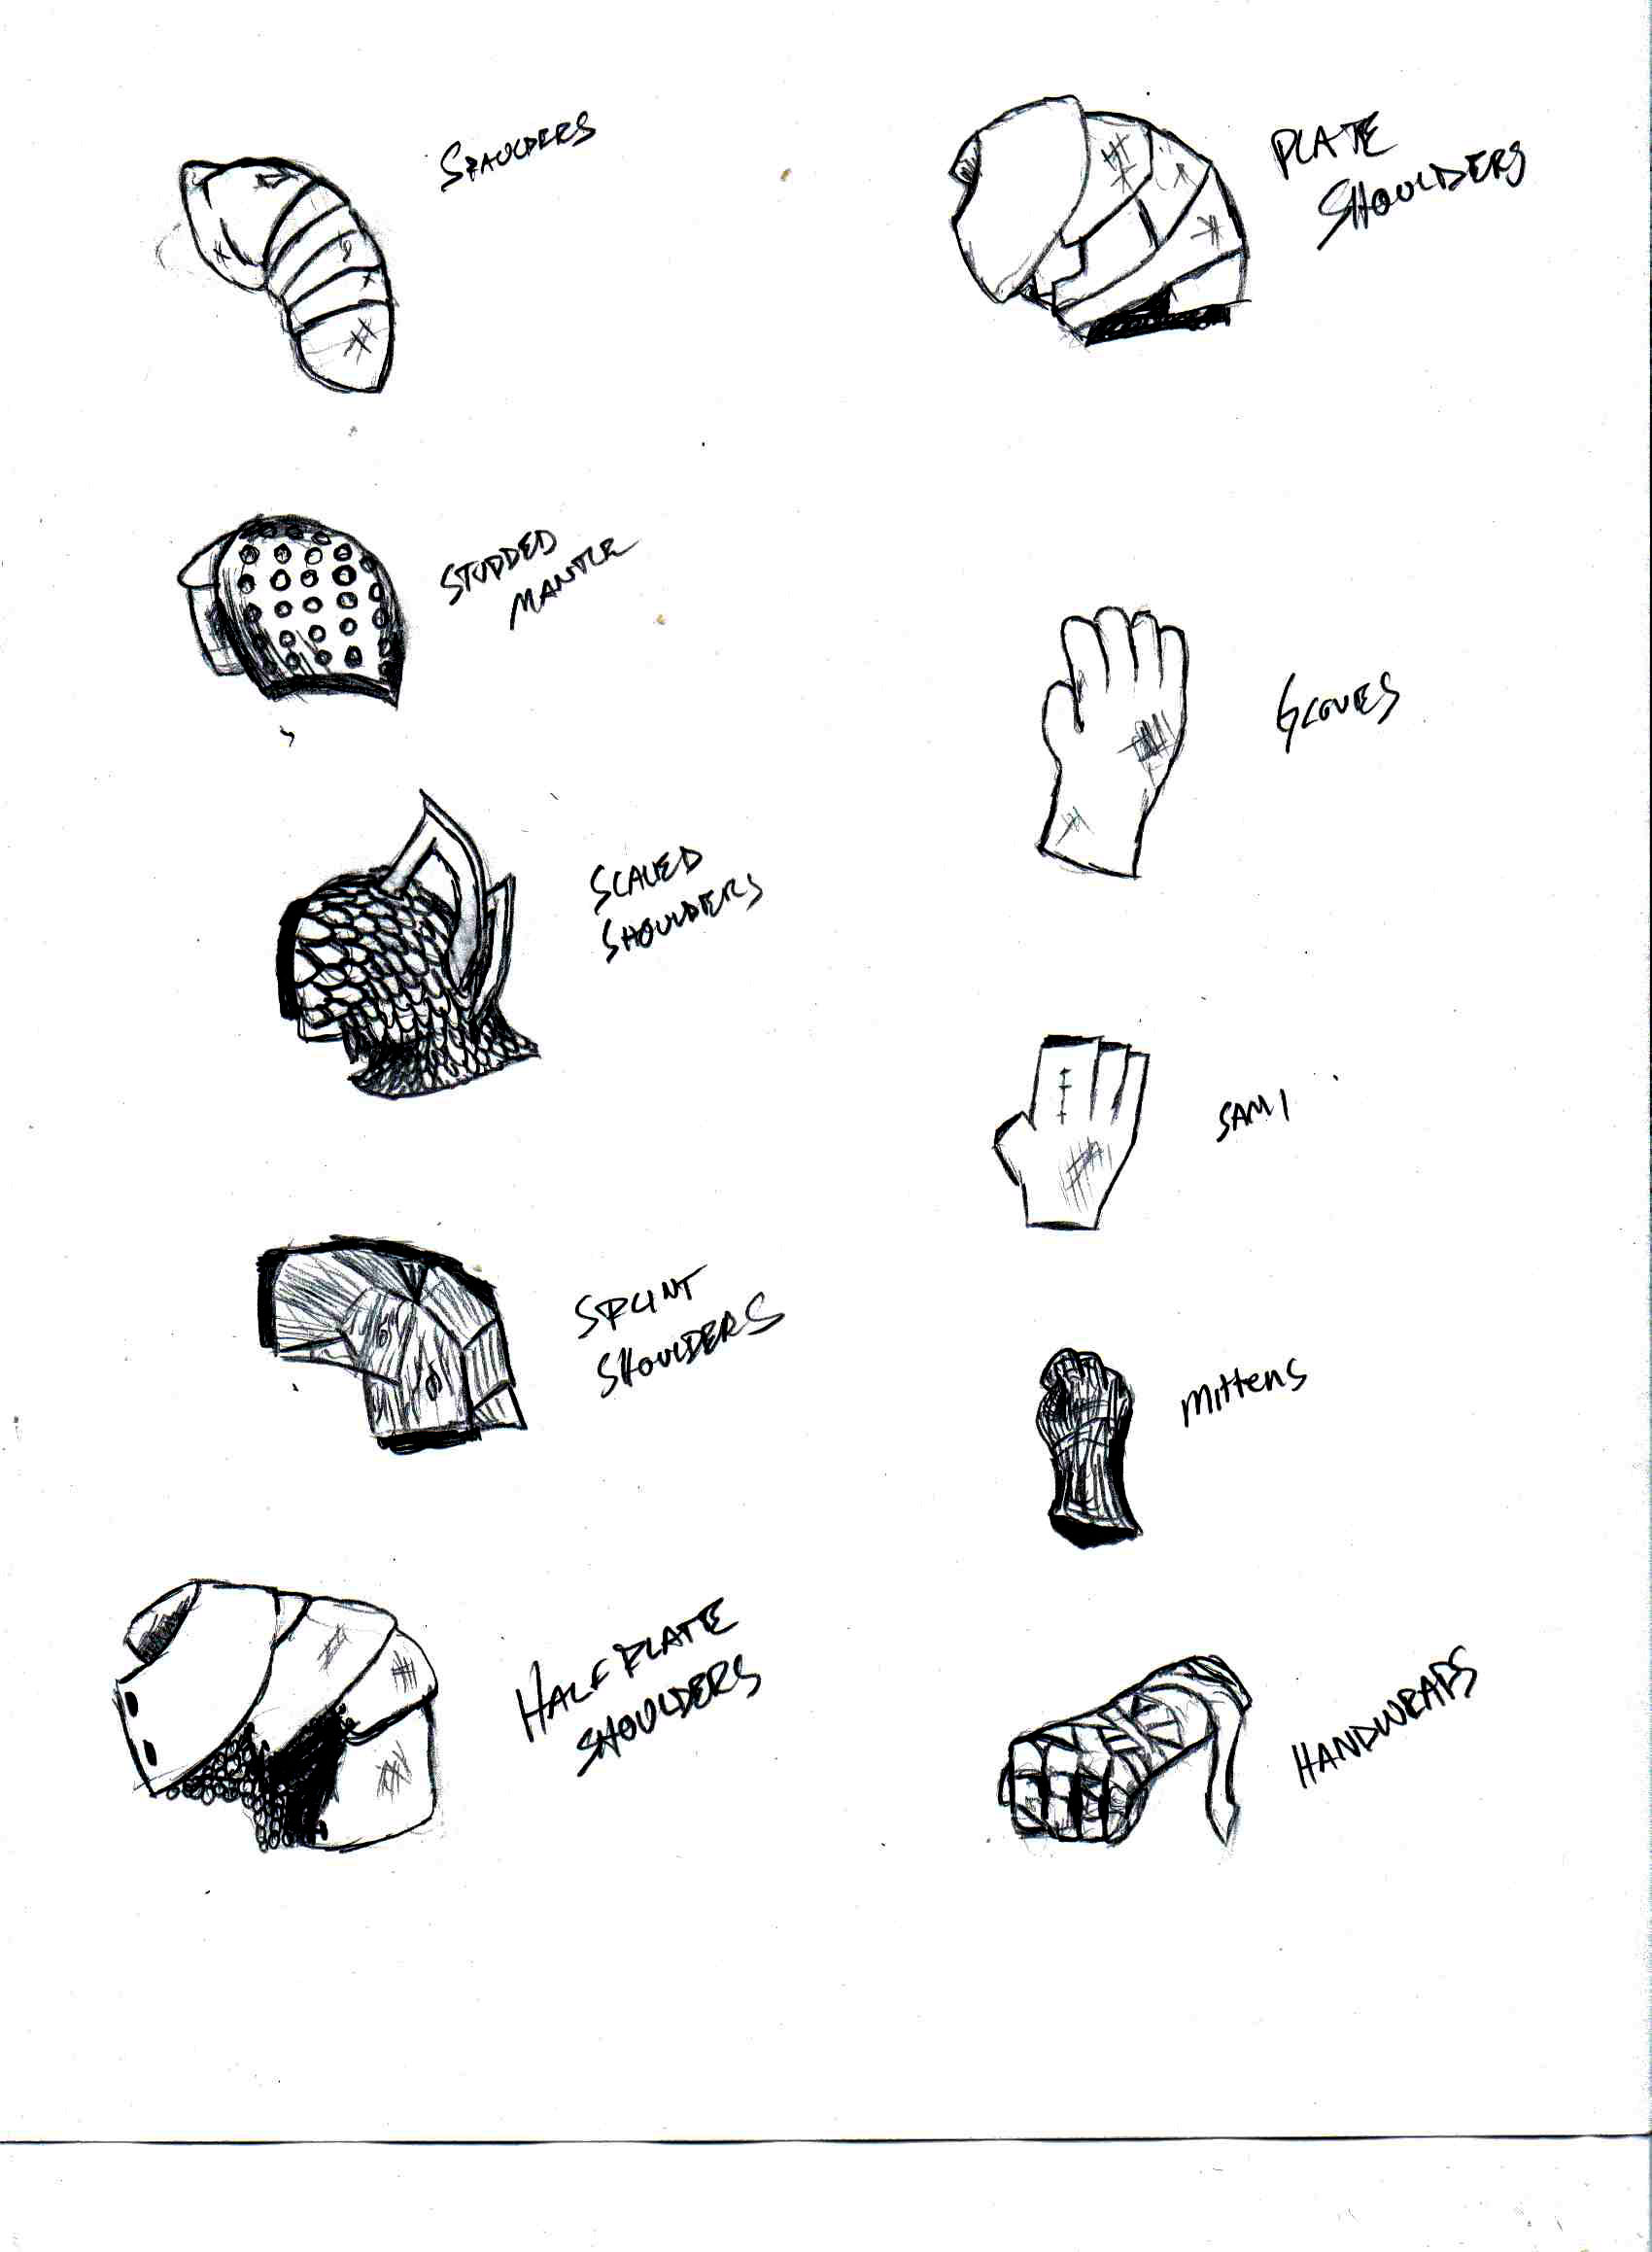 SPAULDERS
STUDDED
MANTLE
SCALED
SHOULDERS
SPLINT
SHOULDERS
HALF PLATE
SHOULDERS
PLATE
SHOULDERS
GLOVES
SAMI
mittens
HANDWRAPS